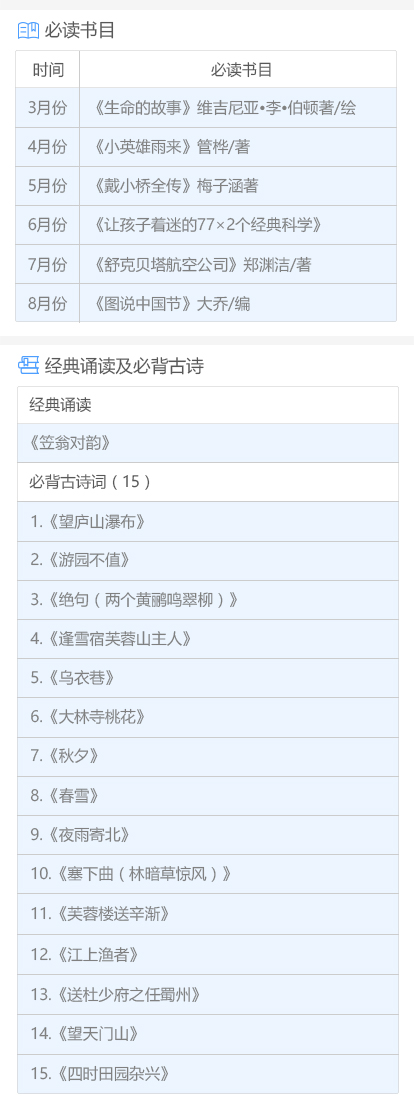 必读书目
时间 必读书目
3月份 《生命的故事》维吉尼亚•李•伯顿著/绘
4月份 《小英雄雨来》管桦/著
5月份 《戴小桥全传》梅子涵著
6月份 《让孩子着迷的77×2个经典科学》
7月份 《舒克贝塔航空公司》郑渊洁/著
8月份 《图说中国节》大乔/编
经典诵读及必背古诗
经典诵读
《笠翁对韵》
必背古诗词（15）
1.《望庐山瀑布》
2.《游园不值》
3.《绝句（两个黄鹂鸣翠柳）》
4.《逢雪宿芙蓉山主人》
5.《乌衣巷》
6.《大林寺桃花》
7.《秋夕》
8.《春雪》
9.《夜雨寄北》
10.《塞下曲（林暗草惊风）》
11.《芙蓉楼送辛渐》
12.《江上渔者》
13.《送杜少府之任蜀州》
14.《望天门山》
15.《四时田园杂兴》